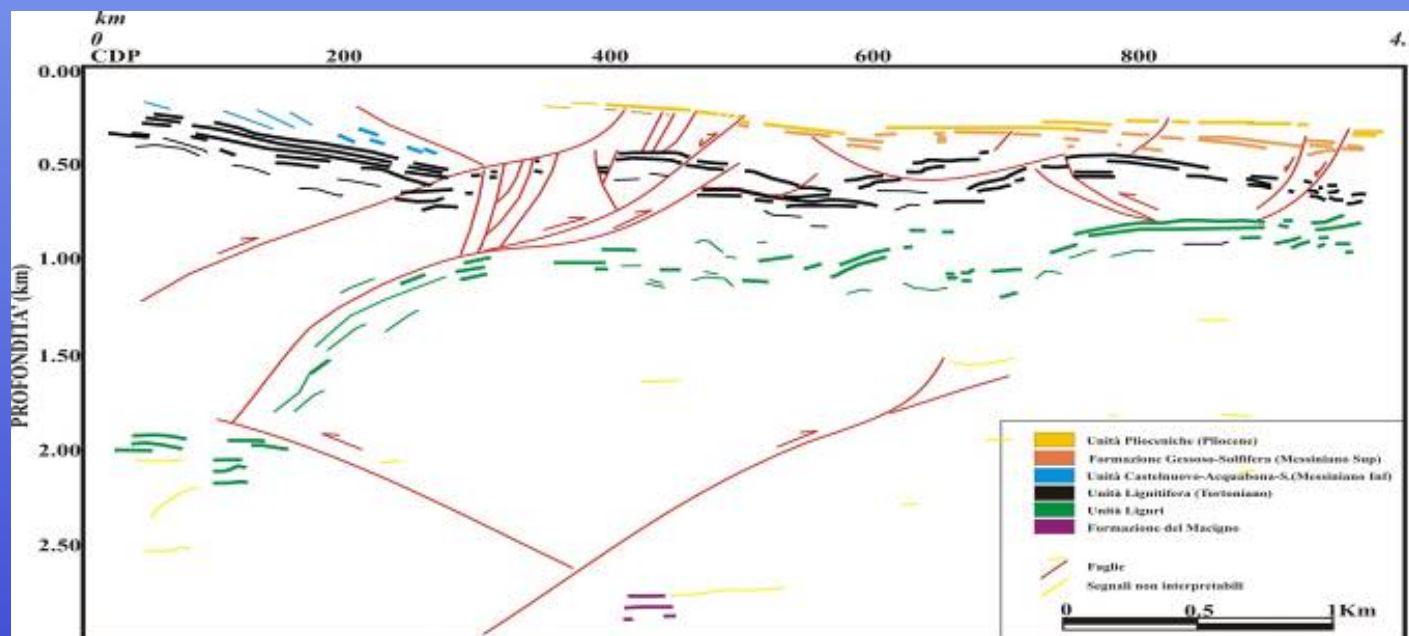 km
0 4.
CDP 200 400 600 800
0.00
0.50
1.00
1.50
2.00
2.50
PROFONDITA' (km)
Unità Plioceniche (Pliocene)
Formazione Gessoso-Solfifera (Messiniano Sup)
Unità Castelnuovo-Acquabona-S.(Messiniano Inf)
Unità Lignitifera (Tortoniano)
Unità Liguri
Formazione del Macigno
Faglie
Segnali non interpretabili
0 0.5 1Km